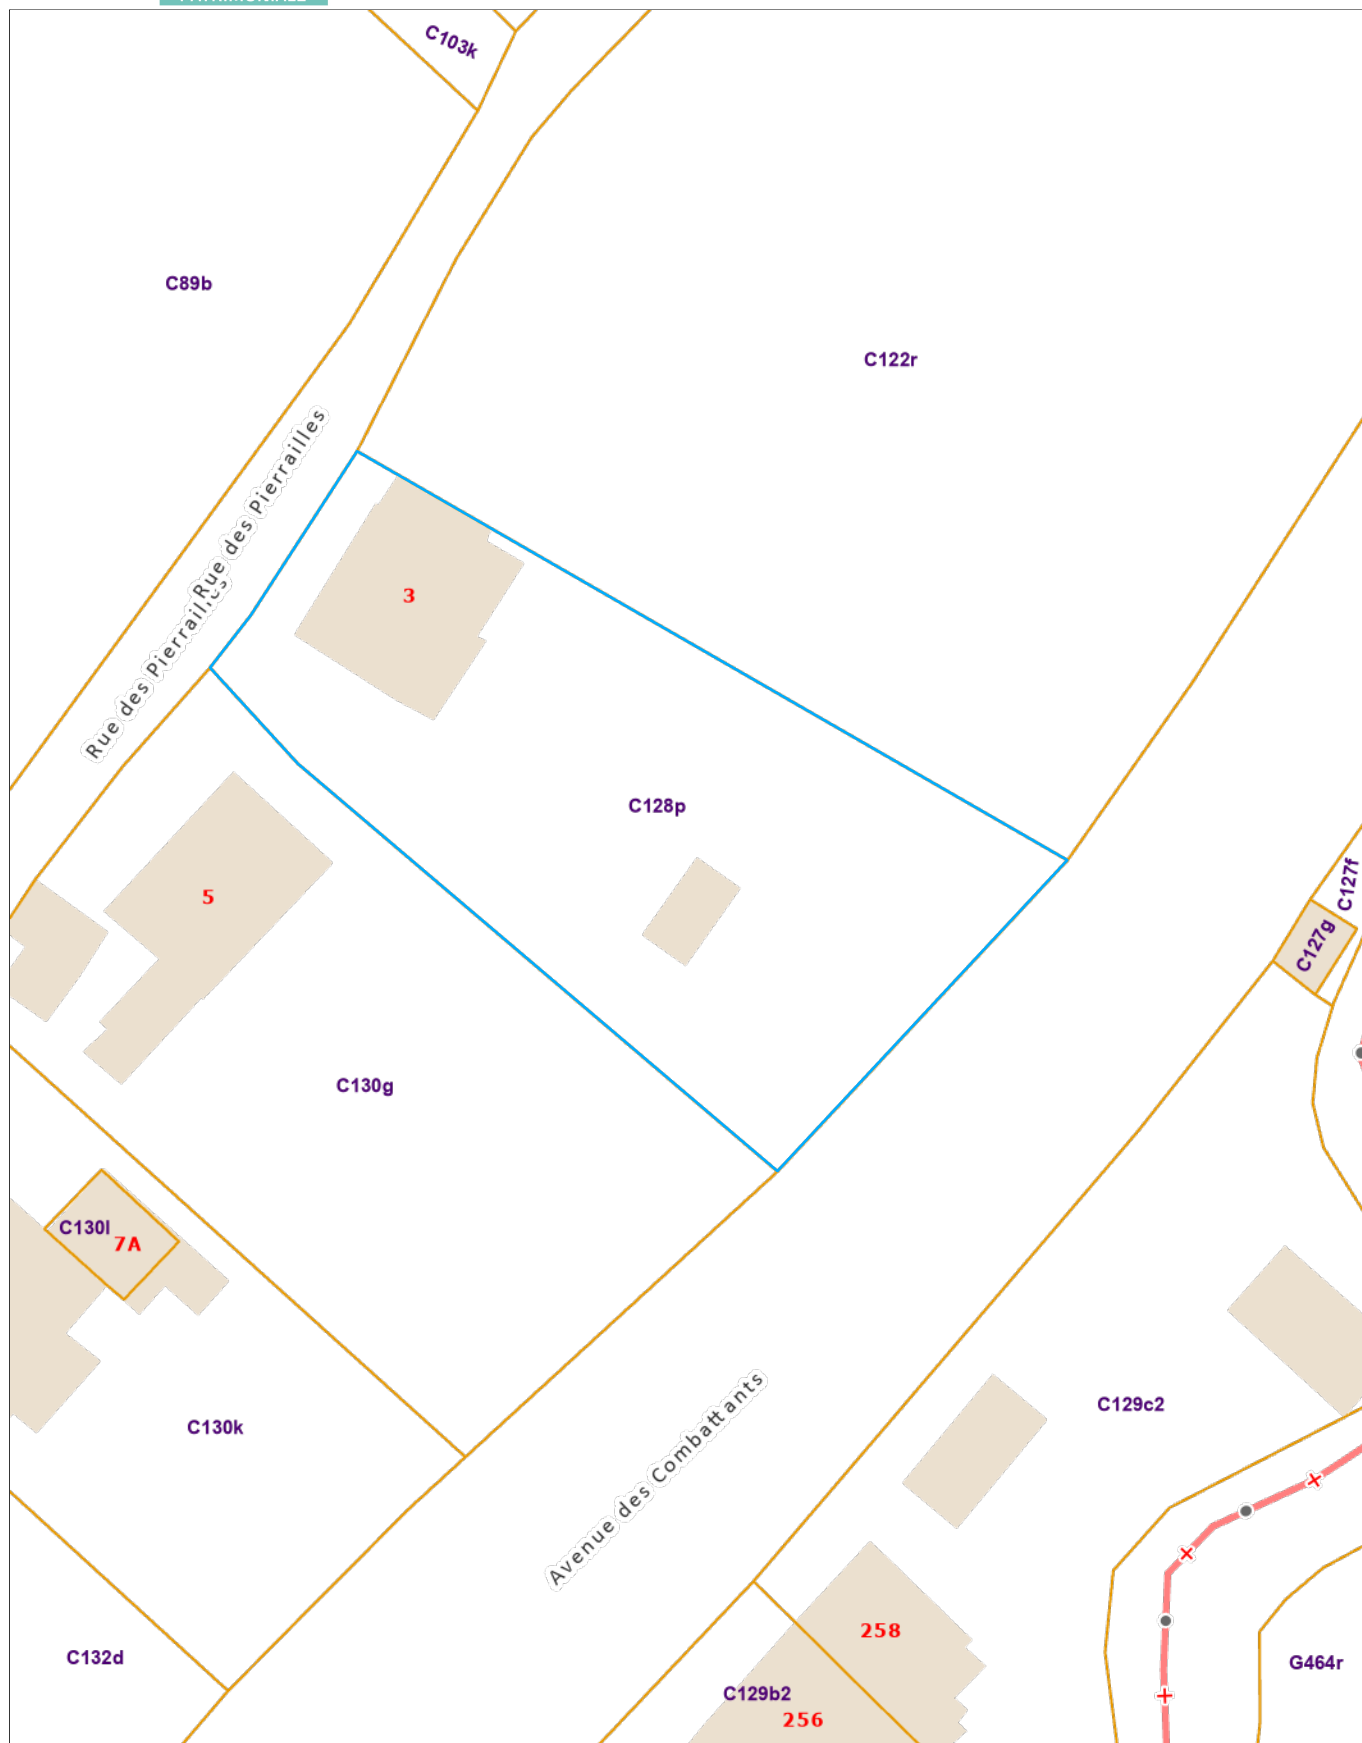 C103k
C89b
C122r
Rue des Pierrailles
Rue des Pierrailles
3
C128p
C127f
5
C127g
C130g
C130l
7A
Avenue des Combattants
C129c2
C130k
258
C132d
G464r
C129b2
256